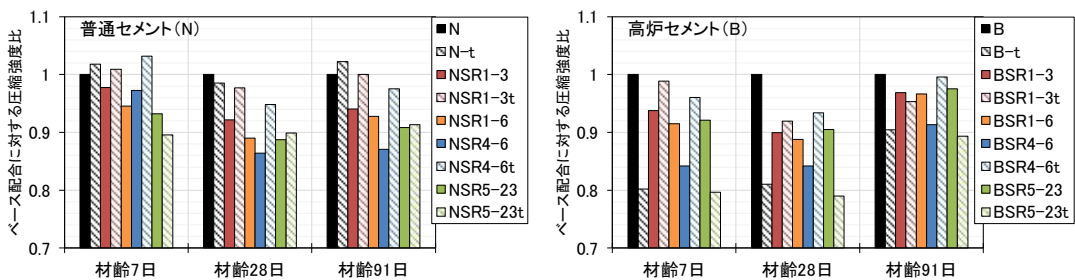 ベース配合に対する圧縮強度比
1.1
1
0.9
0.8
0.7
普通セメント（N）
材齢7日
材齢28日
材齢91日
N
N-t
NSR1-3
NSR1-3t
NSR1-6
NSR4-6
NSR4-6t
NSR5-23
NSR5-23t
ベース配合に対する圧縮強度比
1.1
1
0.9
0.8
0.7
高炉セメント（B）
材齢7日
材齢28日
材齢91日
B
B-t
BSR1-3
BSR1-3t
BSR1-6
BSR4-6
BSR4-6t
BSR5-23
BSR5-23t